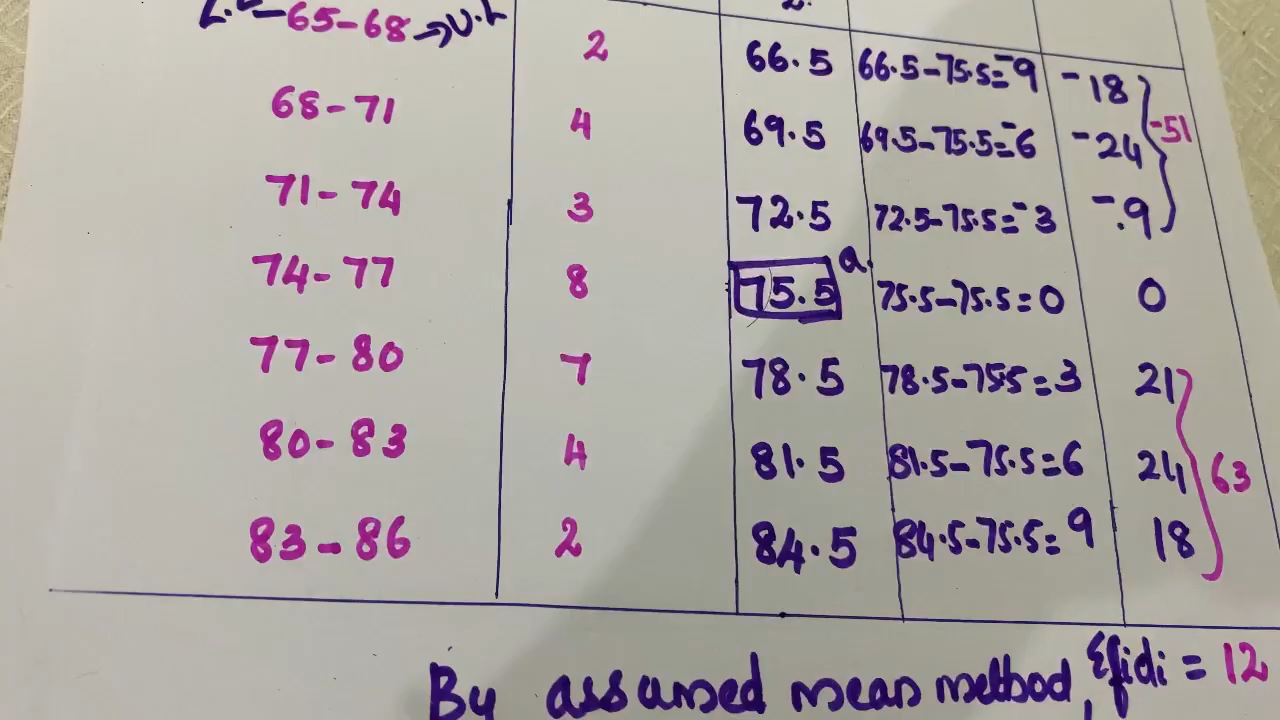 L.L – 65-68 → U.L 2 66.5 66.5-75.5=-9 -18
68-71 4 69.5 69.5-75.5=-6 -24 -51
71-74 3 72.5 72.5-75.5=-3 -.9
74-77 8 75.5 a. 75.5-75.5=0 0
77-80 7 78.5 78.5-75.5=3 21
80-83 4 81.5 81.5-75.5=6 24 63
83-86 2 84.5 84.5-75.5=9 18
By assumed mean method, Σfidi = 12